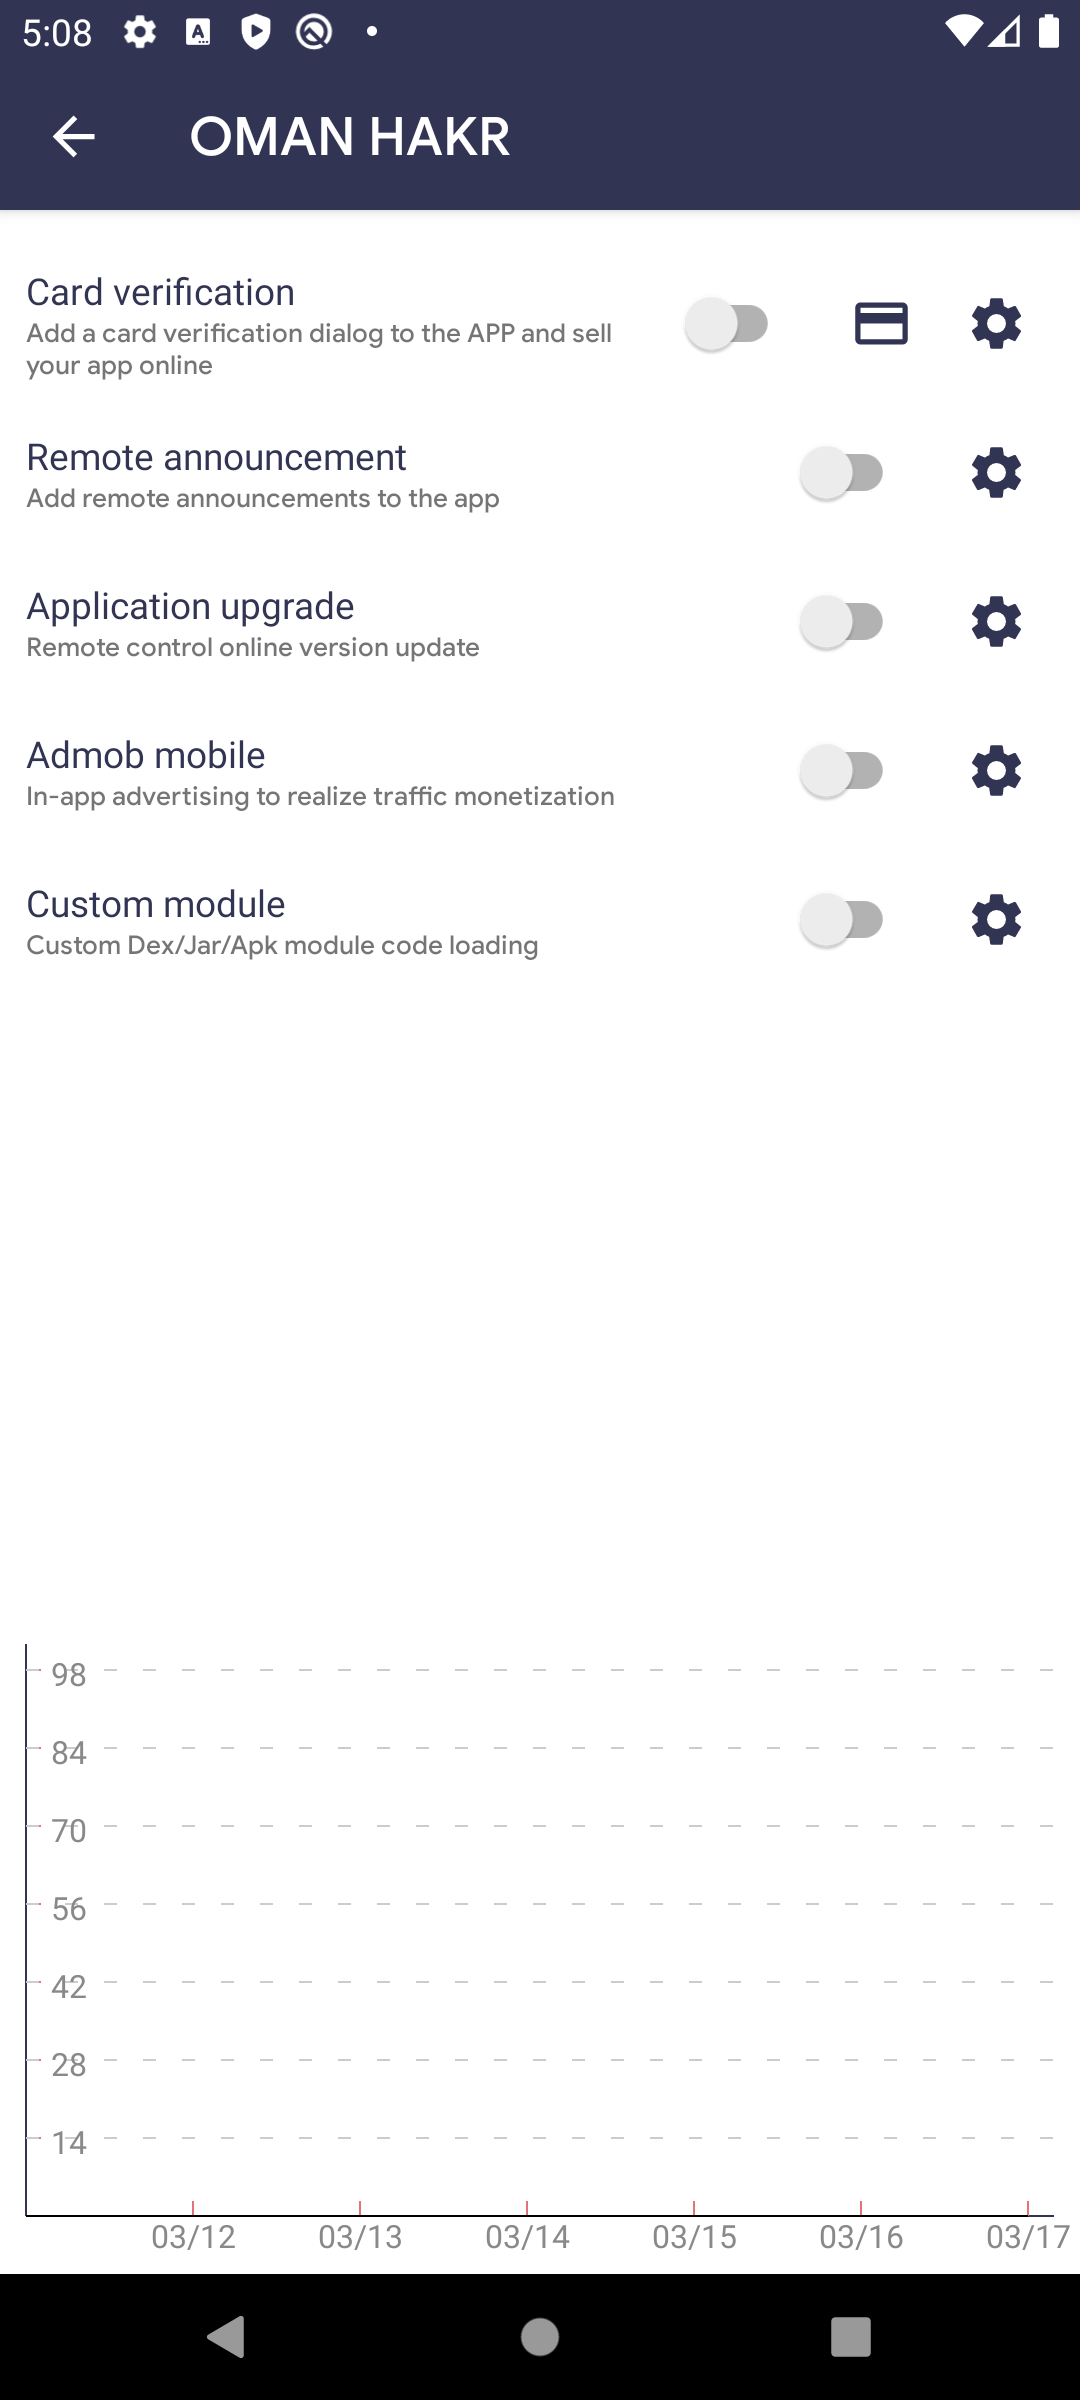 5:08
OMAN HAKR
Card verification
Add a card verification dialog to the APP and sell
your app online
Remote announcement
Add remote announcements to the app
Application upgrade
Remote control online version update
Admob mobile
In-app advertising to realize traffic monetization
Custom module
Custom Dex/Jar/Apk module code loading
98
84
70
56
42
28
14
03/12 03/13 03/14 03/15 03/16 03/17